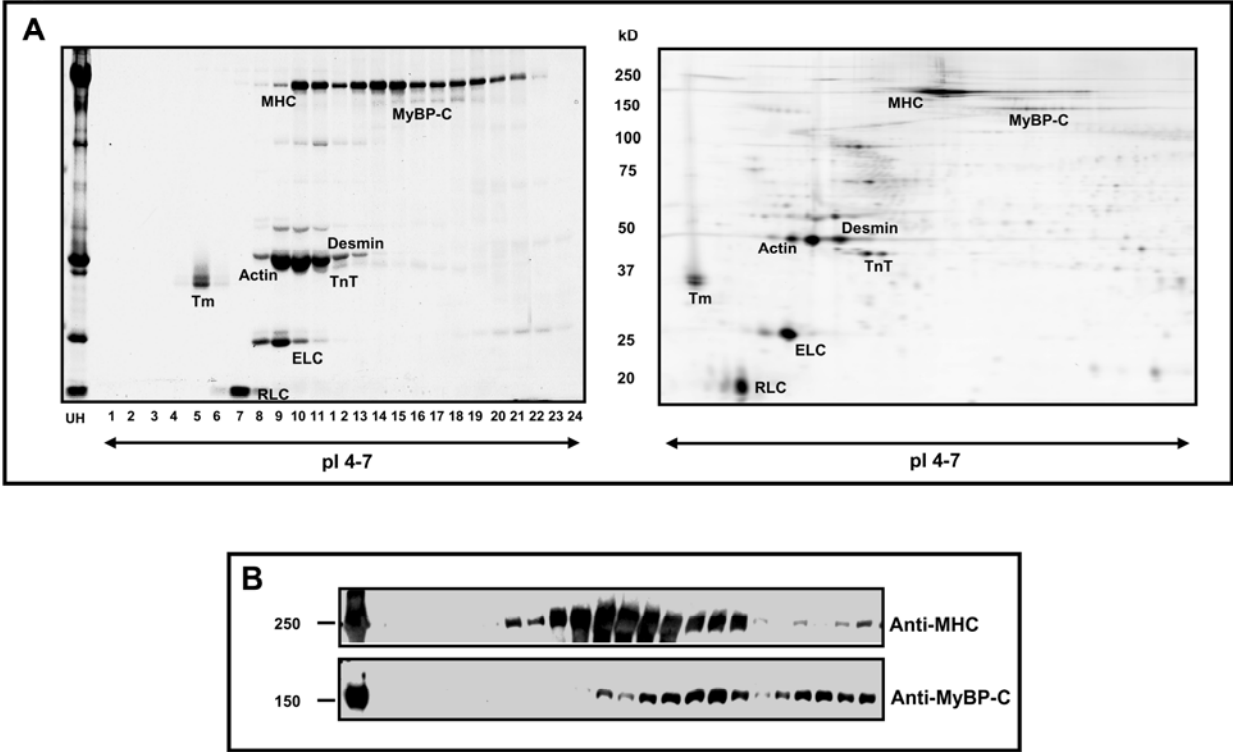 A
kD
250
150
100
75
50
37
25
20
MHC
MyBP-C
Desmin
Actin
TnT
Tm
ELC
RLC
UH 1 2 3 4 5 6 7 8 9 10 11 1 2 13 14 15 16 17 18 19 20 21 22 23 24
pI 4-7
MHC
MyBP-C
Desmin
Actin
TnT
Tm
ELC
RLC
pI 4-7
B
250
Anti-MHC
150
Anti-MyBP-C